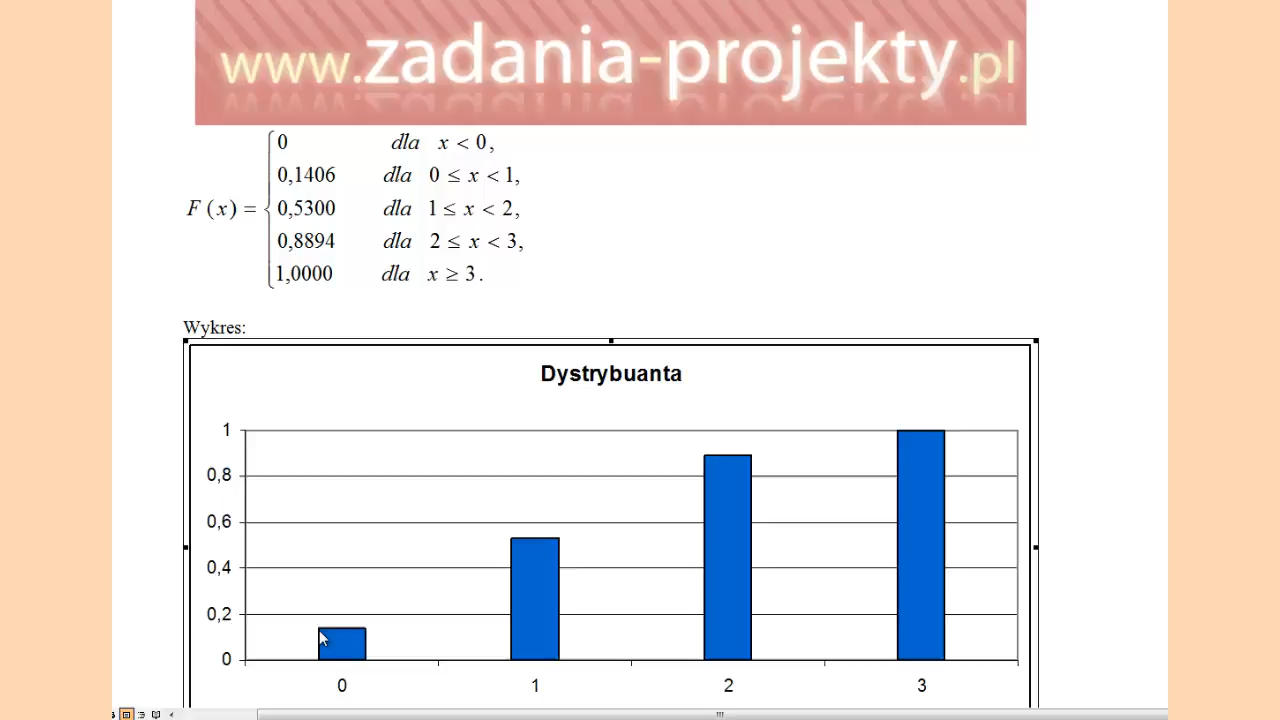 www.zadania-projekty.pl
0 dla x < 0,
0,1406 dla 0 ≤ x < 1,
F (x) = 0,5300 dla 1 ≤ x < 2,
0,8894 dla 2 ≤ x < 3,
1,0000 dla x ≥ 3.
Wykres:
Dystrybuanta
1
0,8
0,6
0,4
0,2
0
0 1 2 3